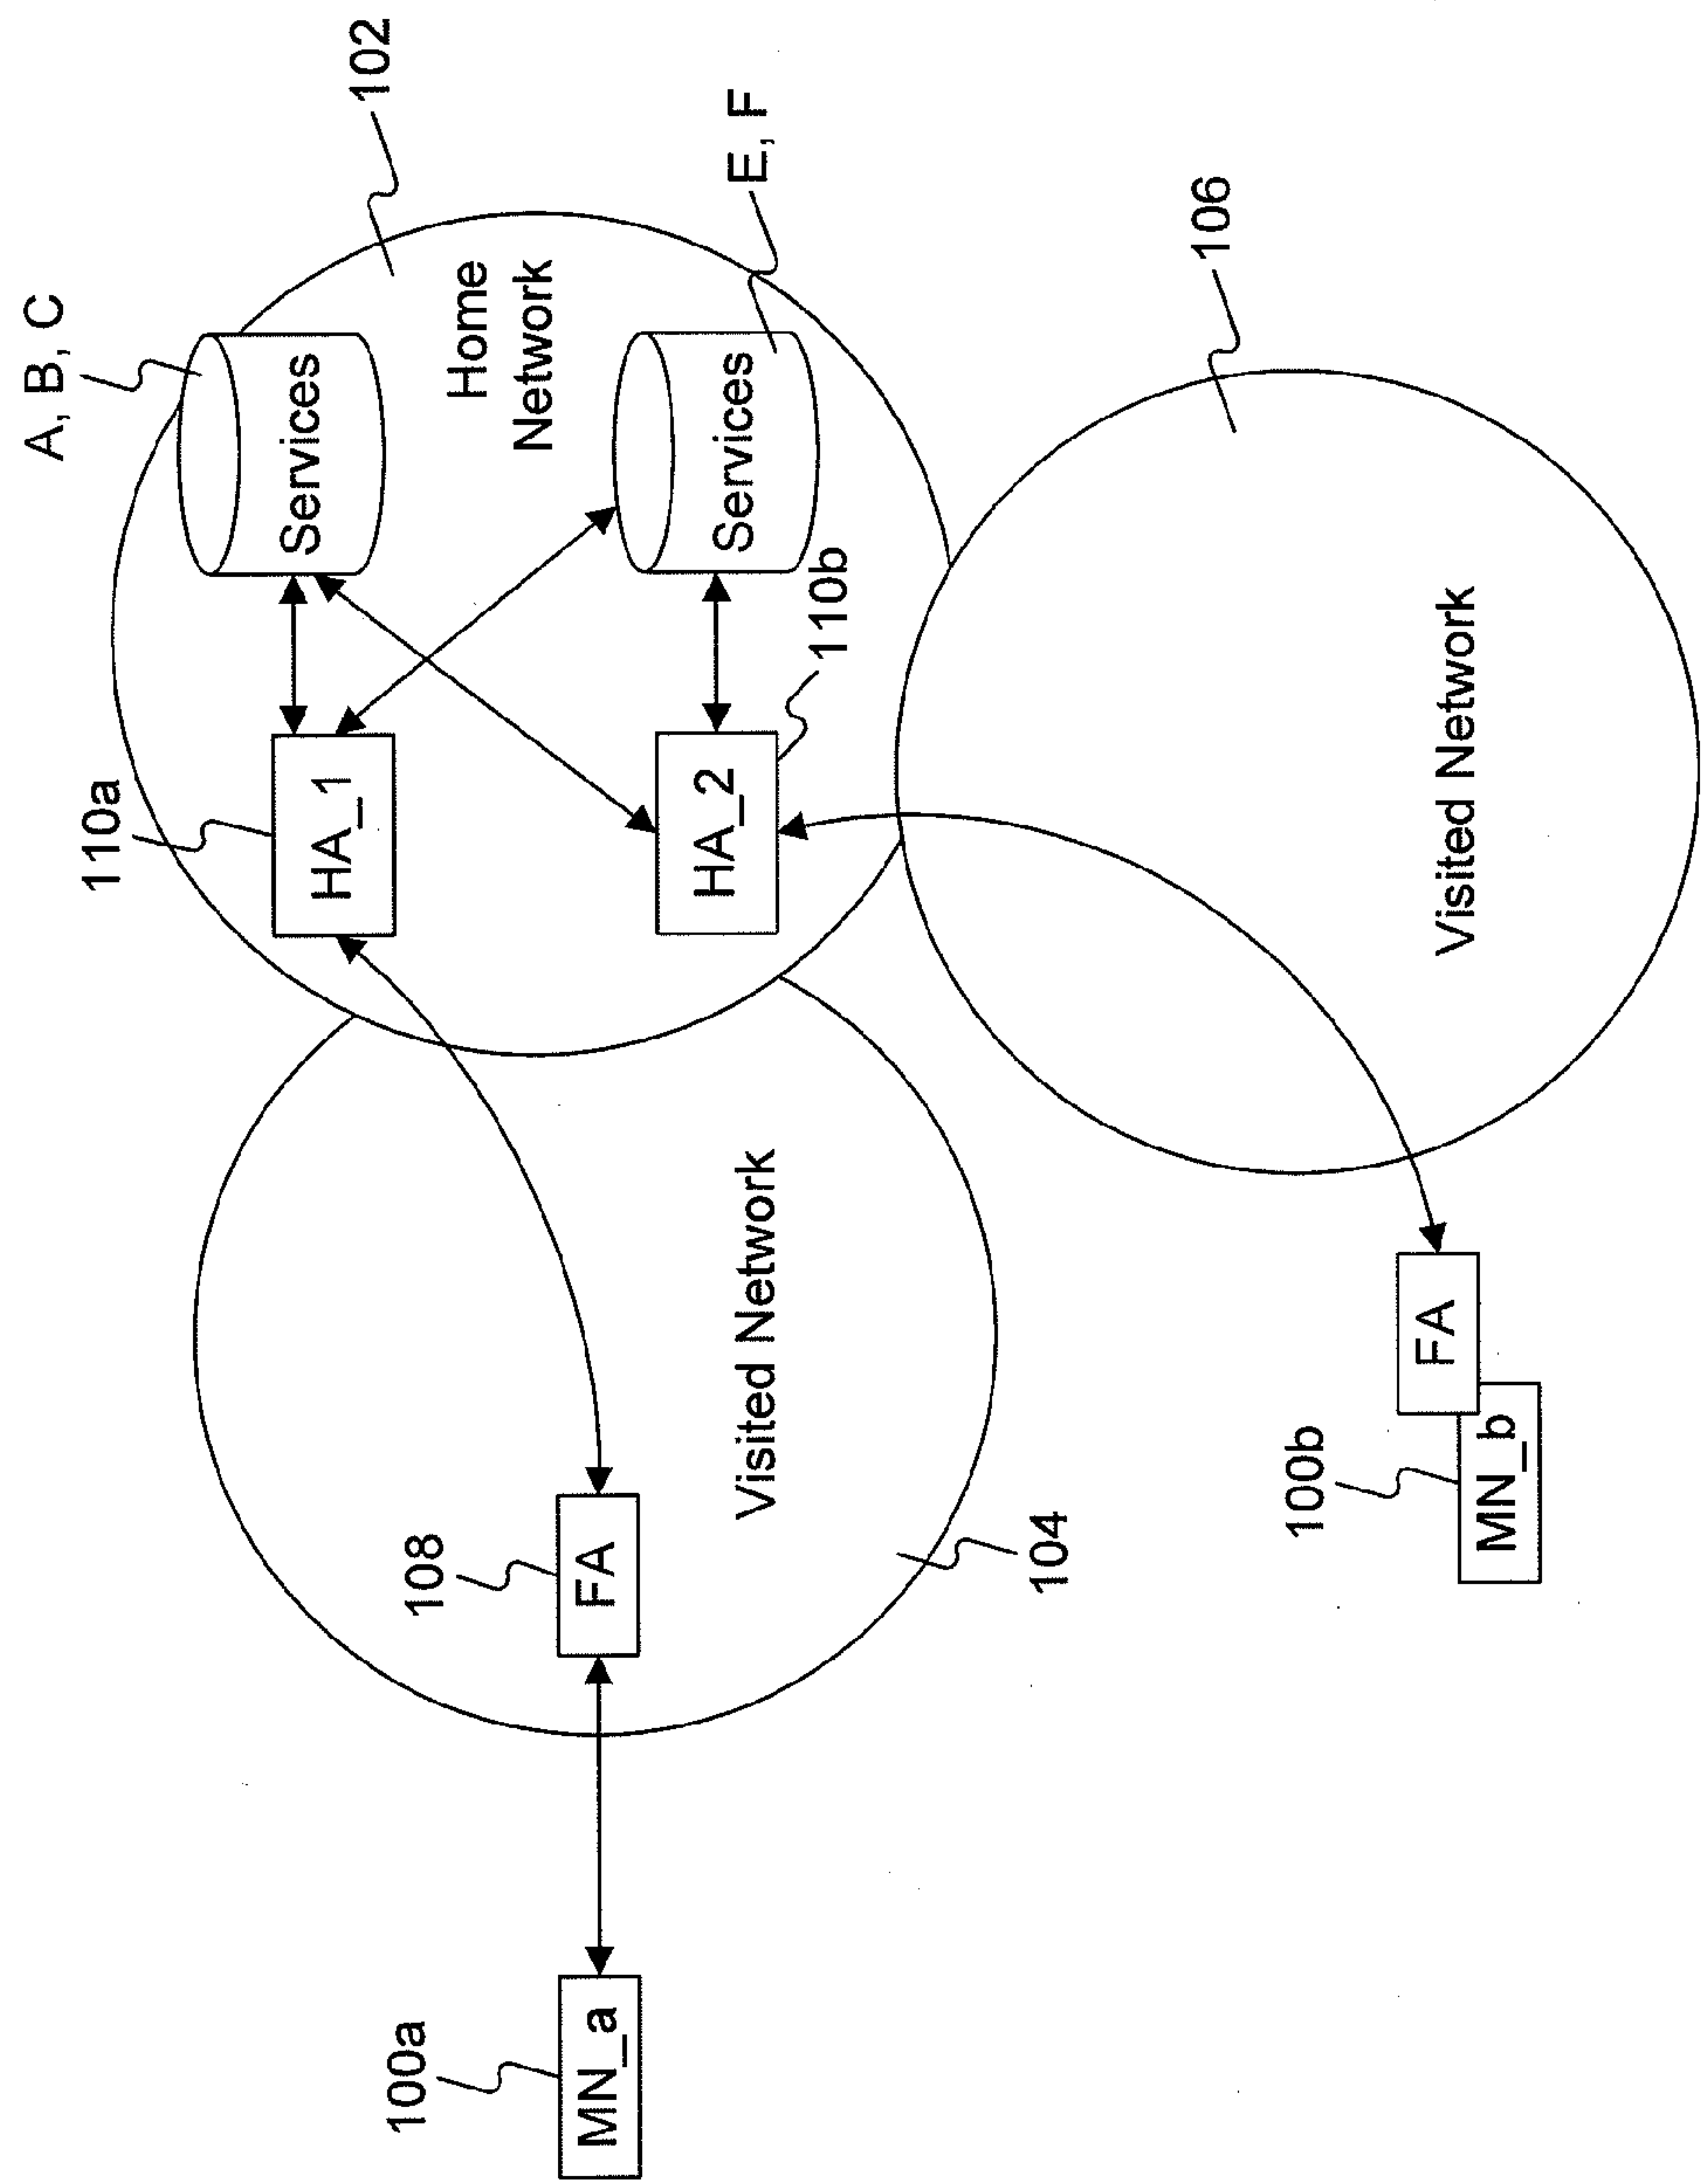 A, B, C
102
Services
Home
Network
E, F
Services
110a
HA_1
HA_2
110b
106
Visited Network
Visited Network
108
FA
104
FA
100b
MN_b
100a
MN_a